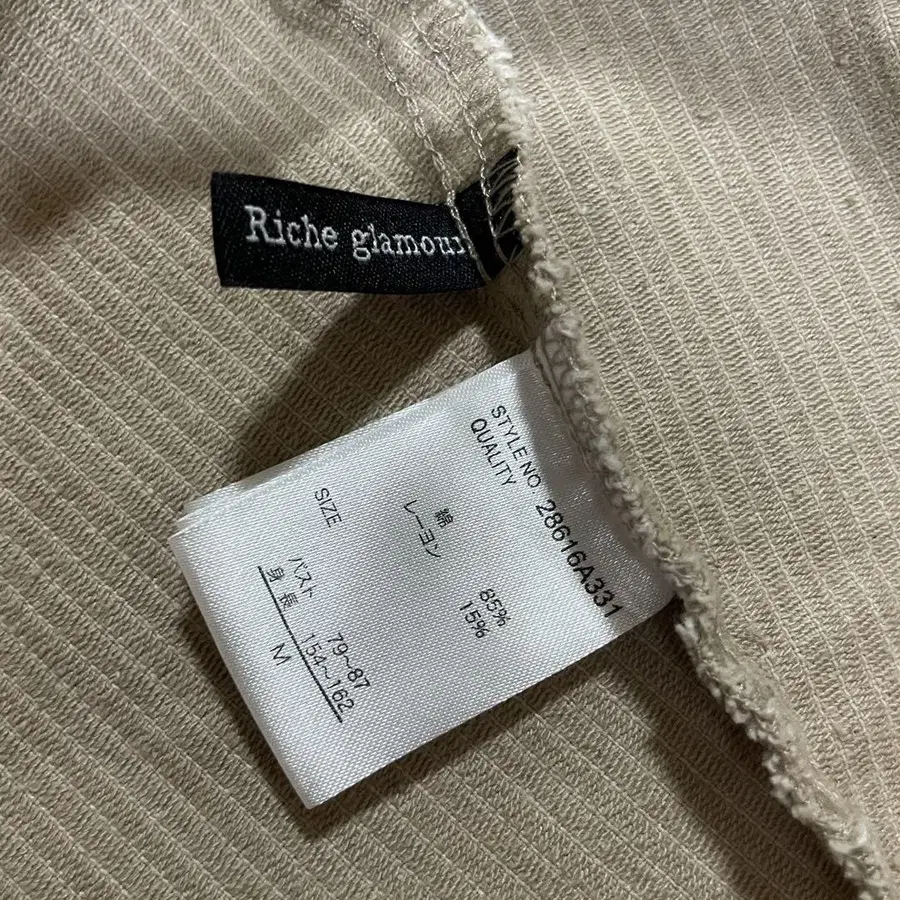 Riche glamour
STYLE NO. 28616A331
QUALITY
綿 85%
レーヨン 15%
SIZE
バスト 79~87
身長 154~162
M